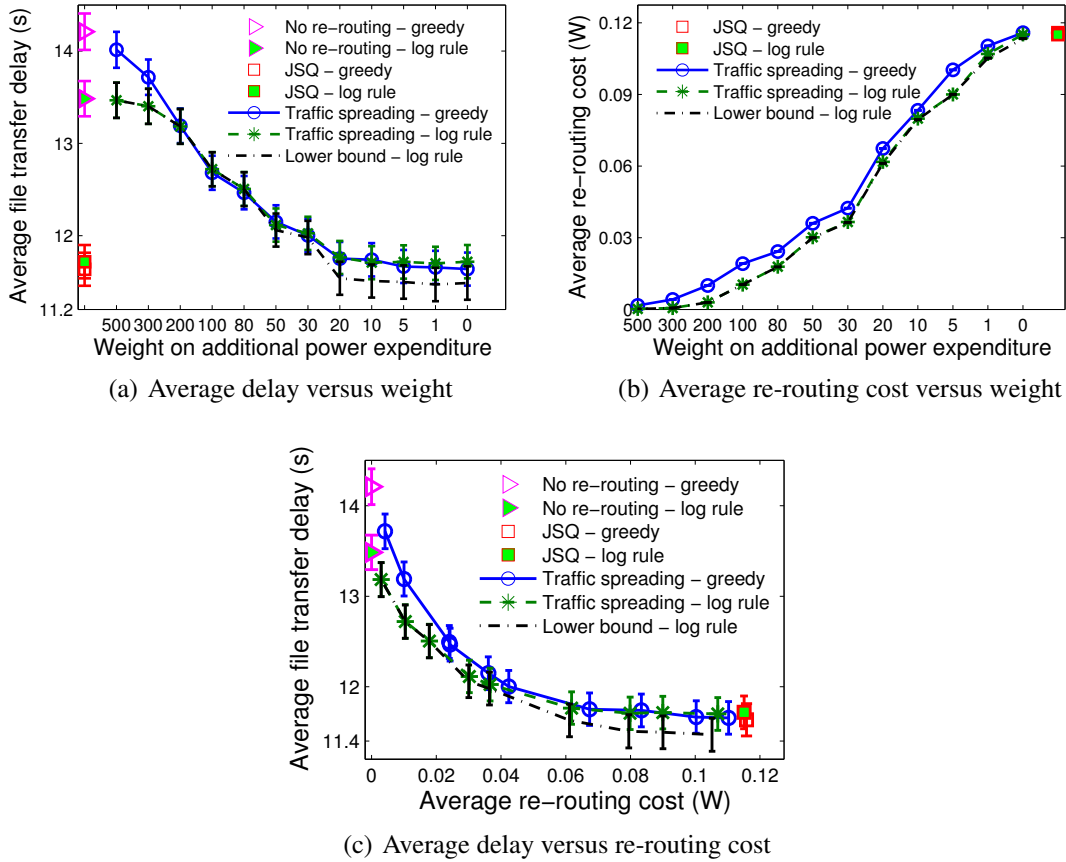 Average file transfer delay (s)
14
13
12
11.2
No re−routing − greedy
No re−routing − log rule
JSQ − greedy
JSQ − log rule
Traffic spreading − greedy
Traffic spreading − log rule
Lower bound − log rule
500 300 200 100 80 50 30 20 10 5 1 0
Weight on additional power expenditure
(a) Average delay versus weight
Average re−routing cost (W)
0.12
0.09
0.06
0.03
0
JSQ − greedy
JSQ − log rule
Traffic spreading − greedy
Traffic spreading − log rule
Lower bound − log rule
500 300 200 100 80 50 30 20 10 5 1 0
Weight on additional power expenditure
(b) Average re-routing cost versus weight
Average file transfer delay (s)
14
13
12
11.4
No re−routing − greedy
No re−routing − log rule
JSQ − greedy
JSQ − log rule
Traffic spreading − greedy
Traffic spreading − log rule
Lower bound − log rule
0 0.02 0.04 0.06 0.08 0.1 0.12
Average re−routing cost (W)
(c) Average delay versus re-routing cost